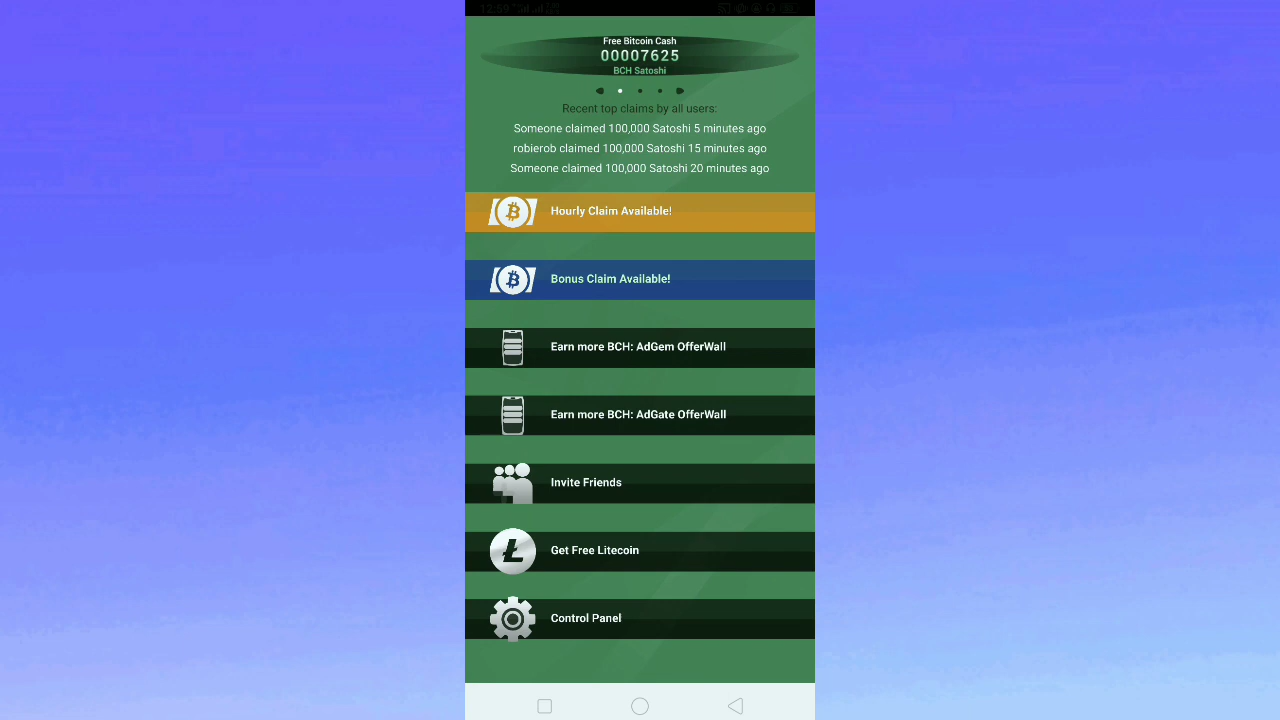 12:59
Free Bitcoin Cash
00007625
BCH Satoshi
Recent top claims by all users:
Someone claimed 100,000 Satoshi 5 minutes ago
robierob claimed 100,000 Satoshi 15 minutes ago
Someone claimed 100,000 Satoshi 20 minutes ago
Hourly Claim Available!
Bonus Claim Available!
Earn more BCH: AdGem OfferWall
Earn more BCH: AdGate OfferWall
Invite Friends
Get Free Litecoin
Control Panel